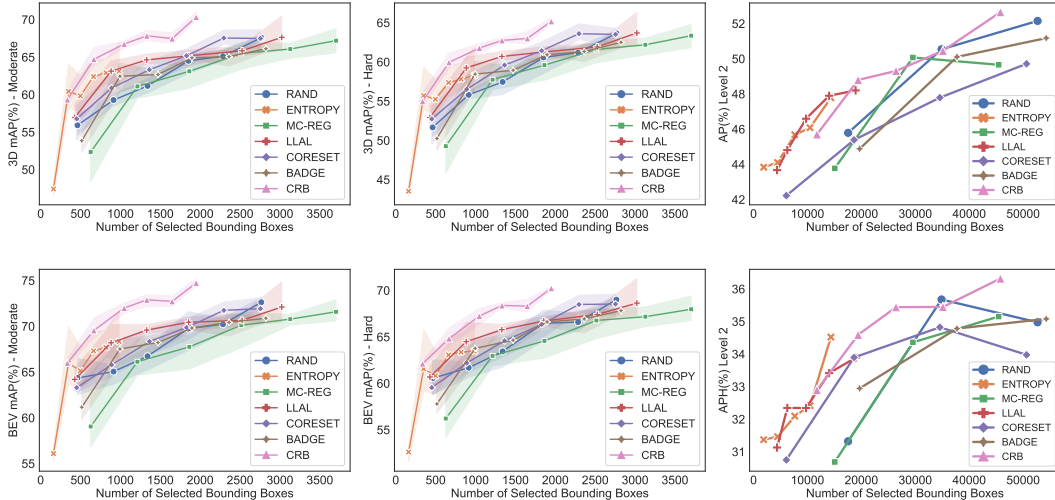 3D mAP(%) - Moderate
70
65
60
55
50
0 500 1000 1500 2000 2500 3000 3500
Number of Selected Bounding Boxes
RAND
ENTROPY
MC-REG
LLAL
CORESET
BADGE
CRB
3D mAP(%) - Hard
65
60
55
50
45
0 500 1000 1500 2000 2500 3000 3500
Number of Selected Bounding Boxes
RAND
ENTROPY
MC-REG
LLAL
CORESET
BADGE
CRB
AP(%) Level 2
52
50
48
46
44
42
0 10000 20000 30000 40000 50000
Number of Selected Bounding Boxes
RAND
ENTROPY
MC-REG
LLAL
CORESET
BADGE
CRB
BEV mAP(%) - Moderate
75
70
65
60
55
0 500 1000 1500 2000 2500 3000 3500
Number of Selected Bounding Boxes
RAND
ENTROPY
MC-REG
LLAL
CORESET
BADGE
CRB
BEV mAP(%) - Hard
70
65
60
55
0 500 1000 1500 2000 2500 3000 3500
Number of Selected Bounding Boxes
RAND
ENTROPY
MC-REG
LLAL
CORESET
BADGE
CRB
APH(%) Level 2
36
35
34
33
32
31
0 10000 20000 30000 40000 50000
Number of Selected Bounding Boxes
RAND
ENTROPY
MC-REG
LLAL
CORESET
BADGE
CRB